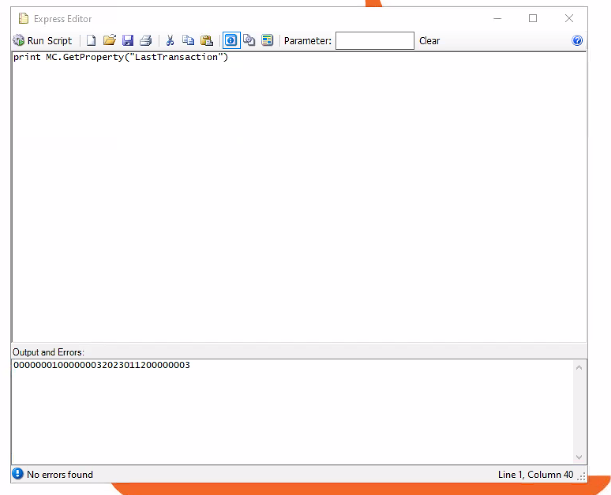 Express Editor
Run Script Parameter: Clear
print MC.GetProperty("LastTransaction")
Output and Errors:
00000001000000032023011200000003
No errors found Line 1, Column 40